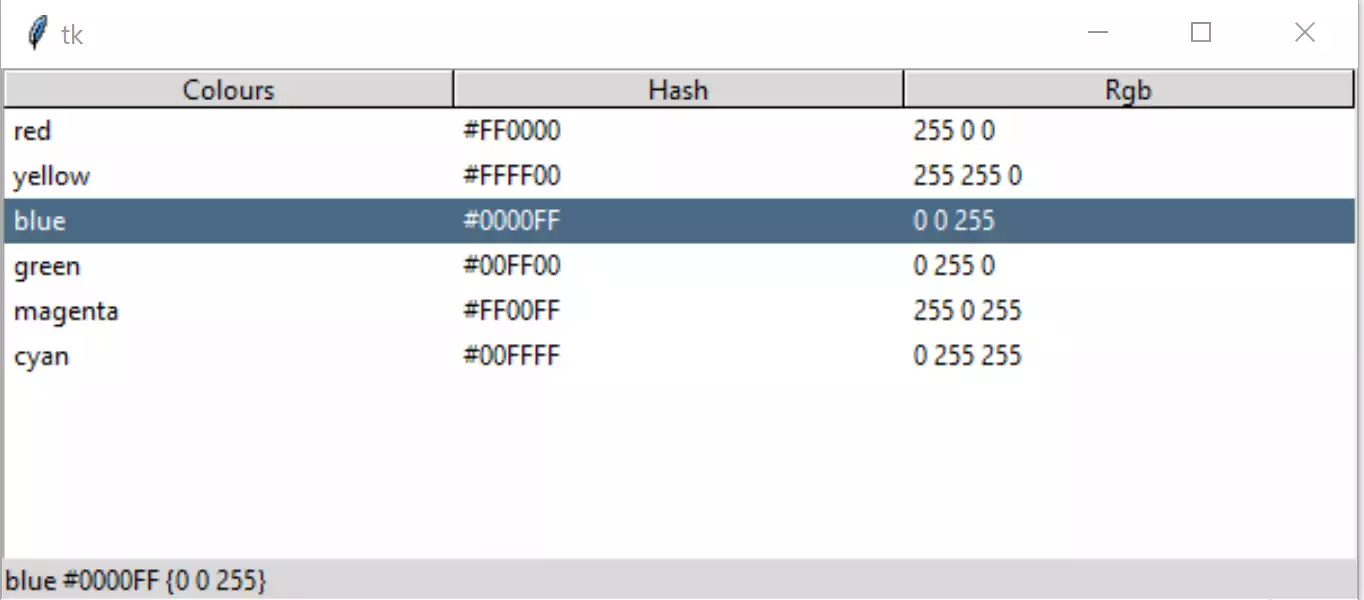 tk
Colours Hash Rgb
red #FF0000 255 0 0
yellow #FFFF00 255 255 0
blue #0000FF 0 0 255
green #00FF00 0 255 0
magenta #FF00FF 255 0 255
cyan #00FFFF 0 255 255
blue #0000FF {0 0 255}